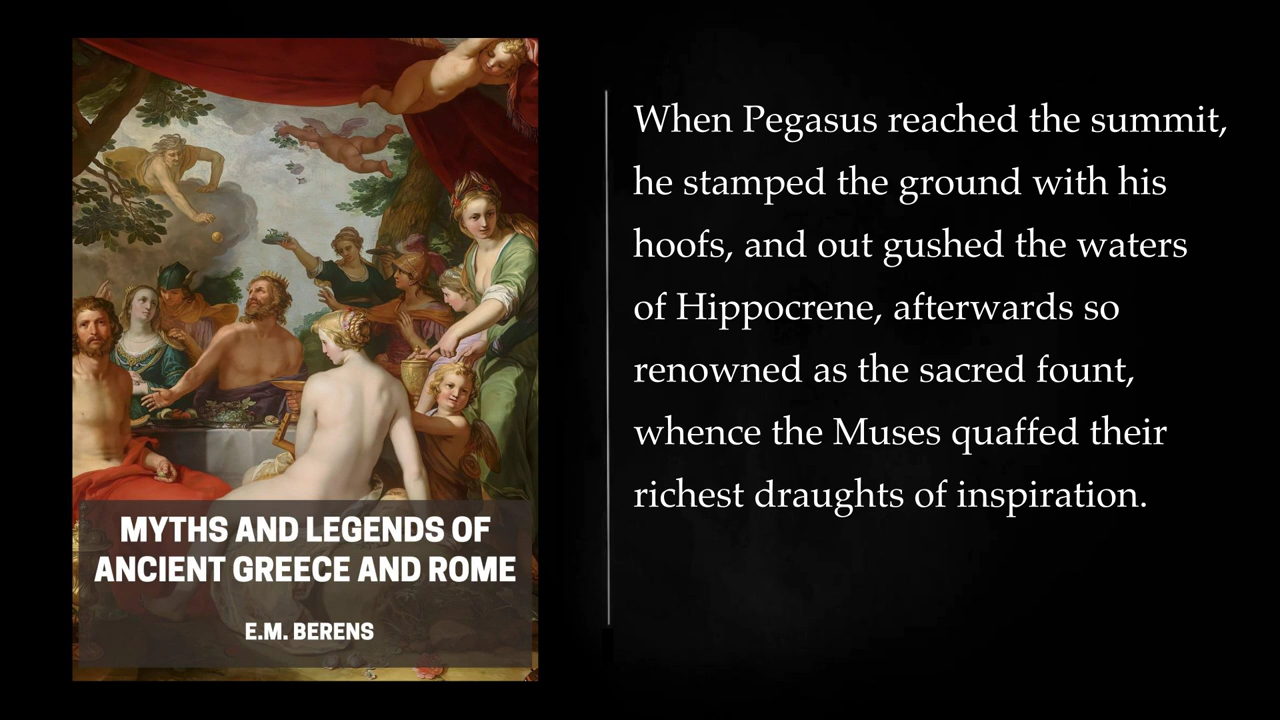 MYTHS AND LEGENDS OF
ANCIENT GREECE AND ROME
E.M. BERENS
When Pegasus reached the summit,
he stamped the ground with his
hoofs, and out gushed the waters
of Hippocrene, afterwards so
renowned as the sacred fount,
whence the Muses quaffed their
richest draughts of inspiration.